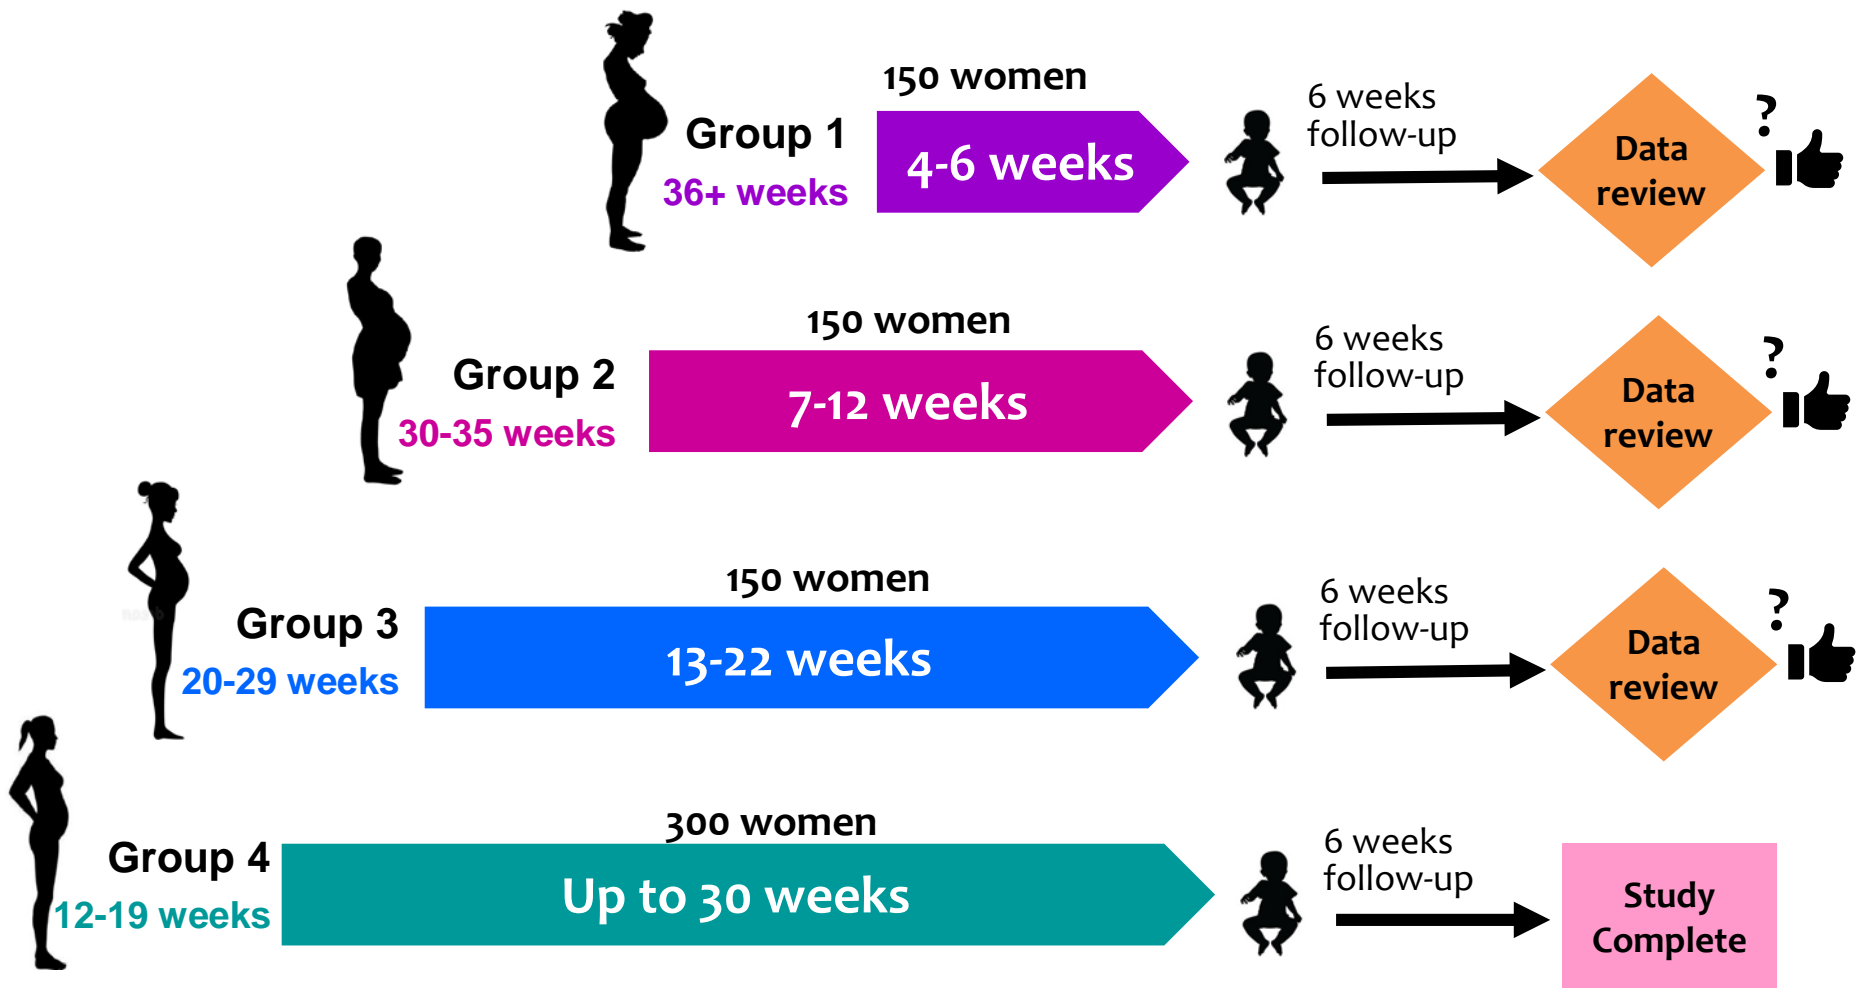 150 women
Group 1
36+ weeks
4-6 weeks
6 weeks
follow-up
Data
review
?
150 women
Group 2
30-35 weeks
7-12 weeks
6 weeks
follow-up
Data
review
?
150 women
Group 3
20-29 weeks
13-22 weeks
6 weeks
follow-up
Data
review
?
300 women
Group 4
12-19 weeks
Up to 30 weeks
6 weeks
follow-up
Study
Complete